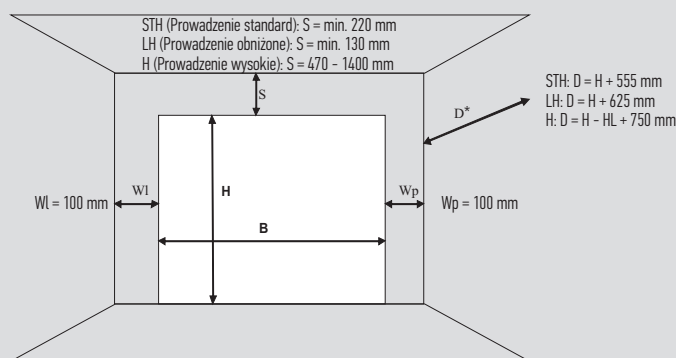 STH (Prowadzenie standard): S = min. 220 mm
LH (Prowadzenie obniżone): S = min. 130 mm
H (Prowadzenie wysokie): S = 470 - 1400 mm
S
STH: D = H + 555 mm
LH: D = H + 625 mm
H: D = H - HL + 750 mm
D*
Wl
H
Wp
Wl = 100 mm
Wp = 100 mm
B